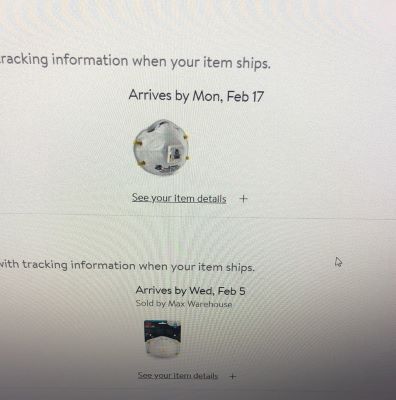 tracking information when your item ships.
Arrives by Mon, Feb 17
See your item details +
with tracking information when your item ships.
Arrives by Wed, Feb 5
Sold by Max Warehouse
See your item details +